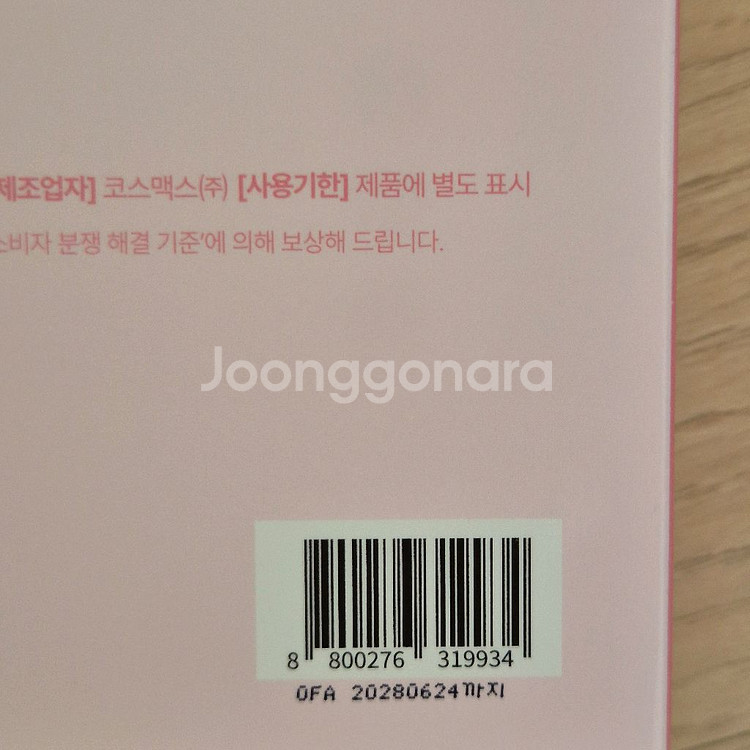 제조업자] 코스맥스(주) [사용기한] 제품에 별도 표시
소비자 분쟁 해결 기준'에 의해 보상해 드립니다.
Joonggonara
8 800276 319934
OFA 20280624까지